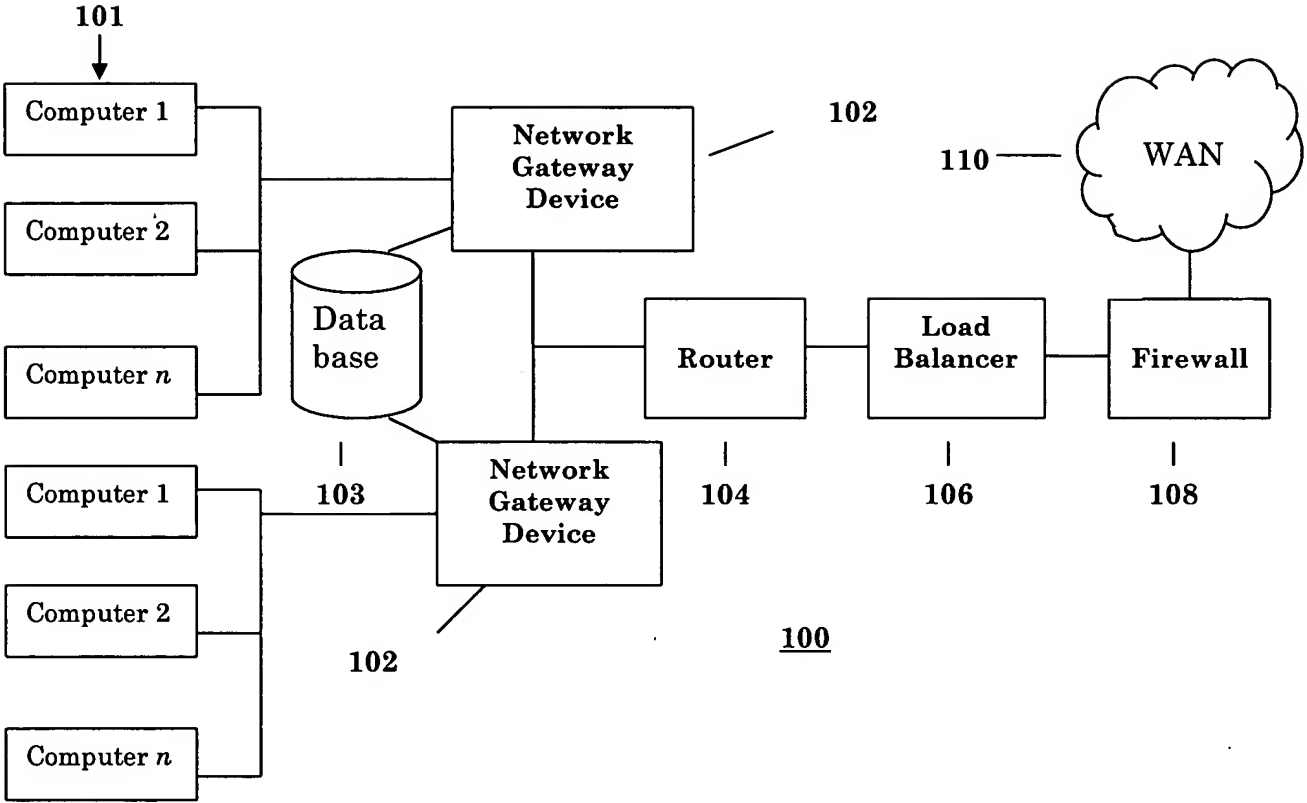 101
Computer 1
Computer 2
Computer n
Network
Gateway
Device
102
110
WAN
Data
base
Router
Load
Balancer
Firewall
103
104
106
108
Computer 1
Computer 2
Computer n
Network
Gateway
Device
102
100